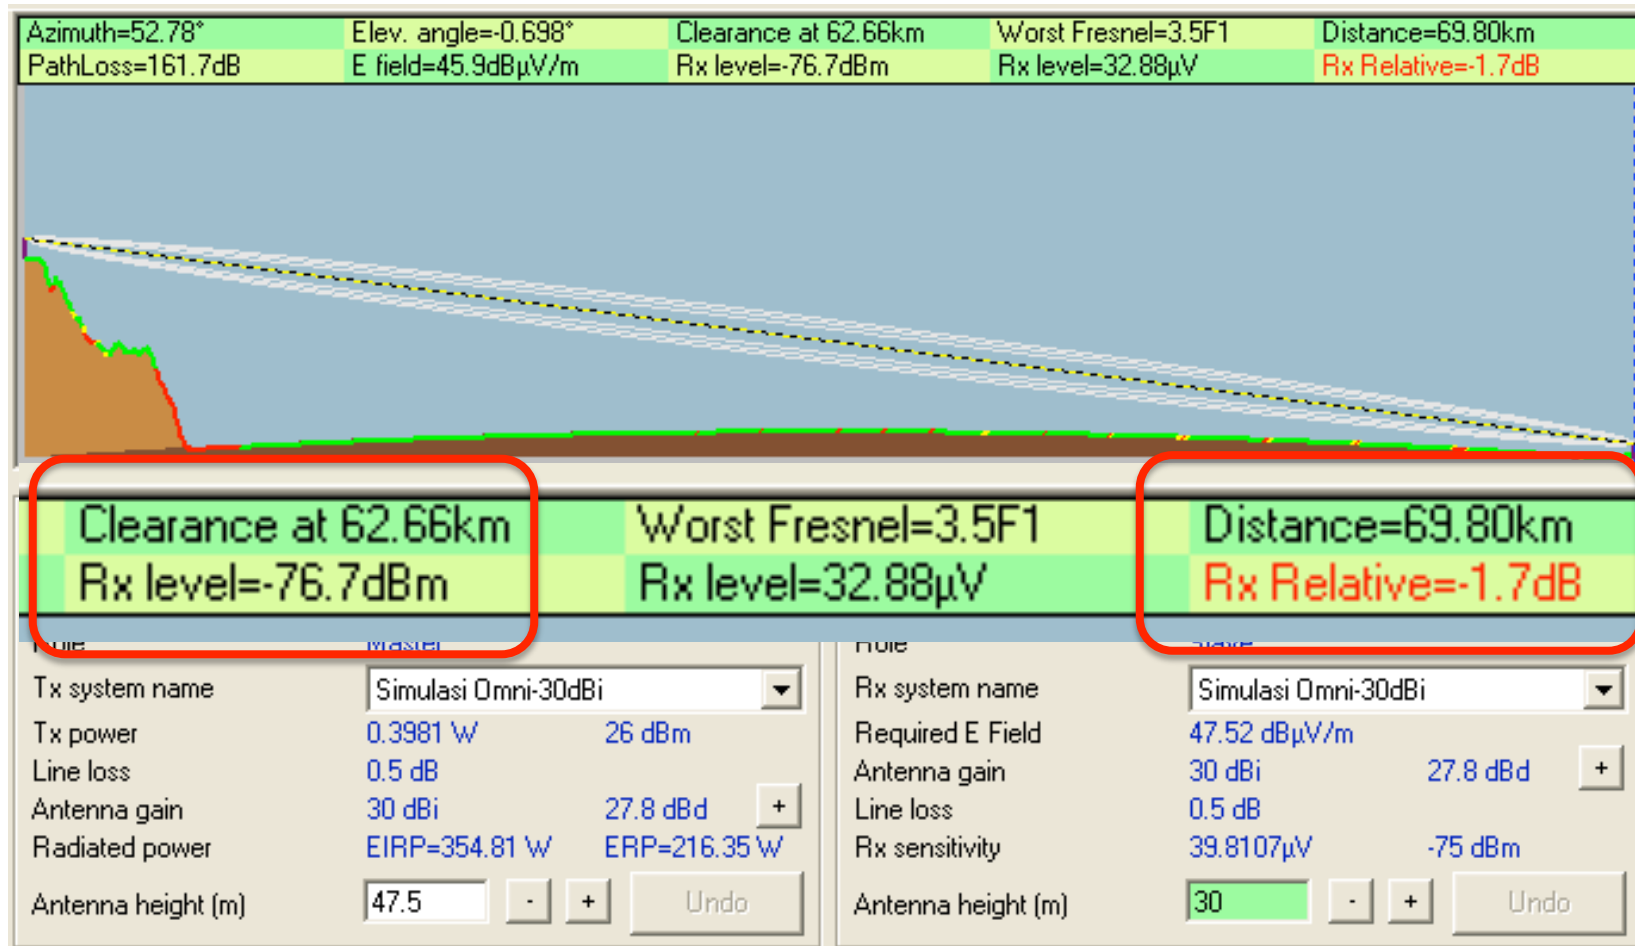 Azimuth=52.78° Elev. angle=-0.698° Clearance at 62.66km Worst Fresnel=3.5F1 Distance=69.80km
PathLoss=161.7dB E field=45.9dBµV/m Rx level=-76.7dBm Rx level=32.88µV Rx Relative=-1.7dB
Clearance at 62.66km Worst Fresnel=3.5F1 Distance=69.80km
Rx level=-76.7dBm Rx level=32.88µV Rx Relative=-1.7dB
Role Master Role Slave
Tx system name Simulasi Omni-30dBi Rx system name Simulasi Omni-30dBi
Tx power 0.3981 W 26 dBm Required E Field 47.52 dBµV/m
Line loss 0.5 dB Antenna gain 30 dBi 27.8 dBd +
Antenna gain 30 dBi 27.8 dBd + Line loss 0.5 dB
Radiated power EIRP=354.81 W ERP=216.35 W Rx sensitivity 39.8107µV -75 dBm
Antenna height (m) 47.5 - + Undo Antenna height (m) 30 - + Undo